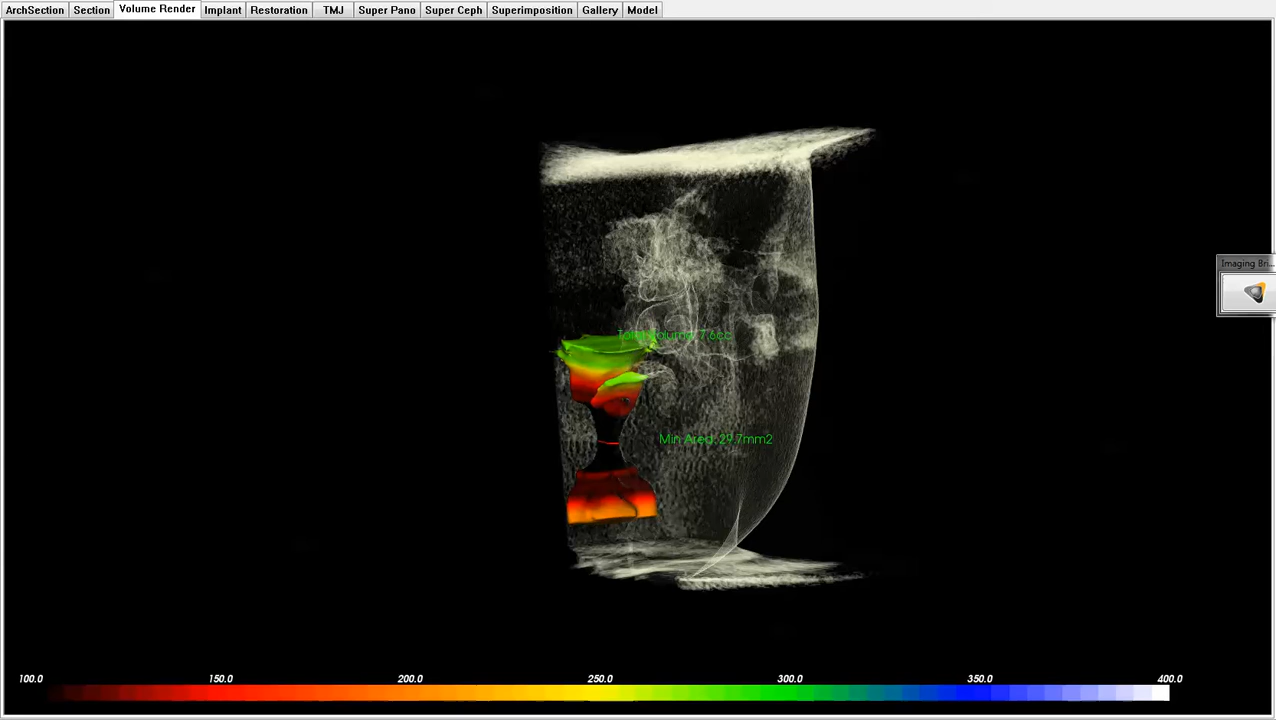 ArchSection Section Volume Render Implant Restoration TMJ Super Pano Super Ceph Superimposition Gallery Model
Imaging Bri...
Total Volume: 7.6cc
Min Area: 29.7mm2
100.0 150.0 200.0 250.0 300.0 350.0 400.0